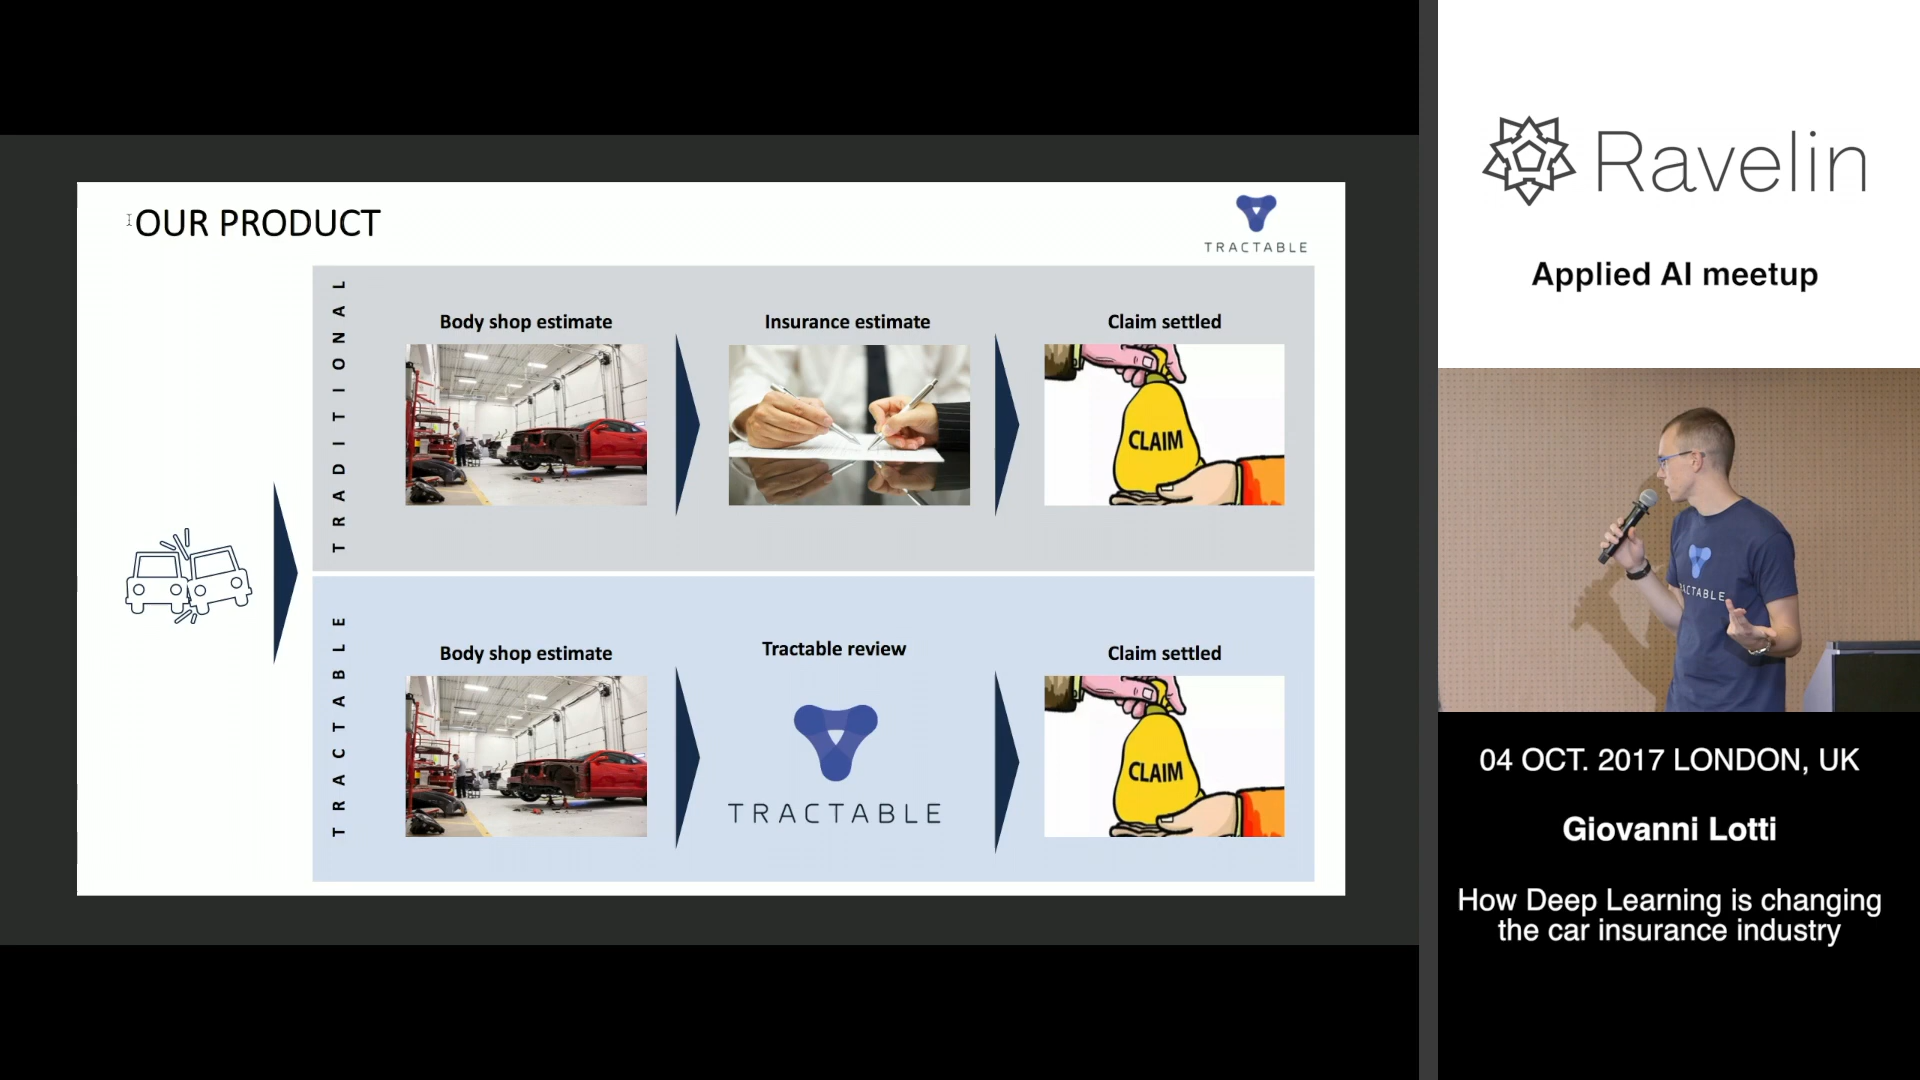 OUR PRODUCT
TRACTABLE
TRADITIONAL
Body shop estimate
Insurance estimate
Claim settled
CLAIM
TRACTABLE
Body shop estimate
Tractable review
Claim settled
TRACTABLE
CLAIM
Ravelin
Applied AI meetup
ACTABLE
04 OCT. 2017 LONDON, UK
Giovanni Lotti
How Deep Learning is changing
the car insurance industry